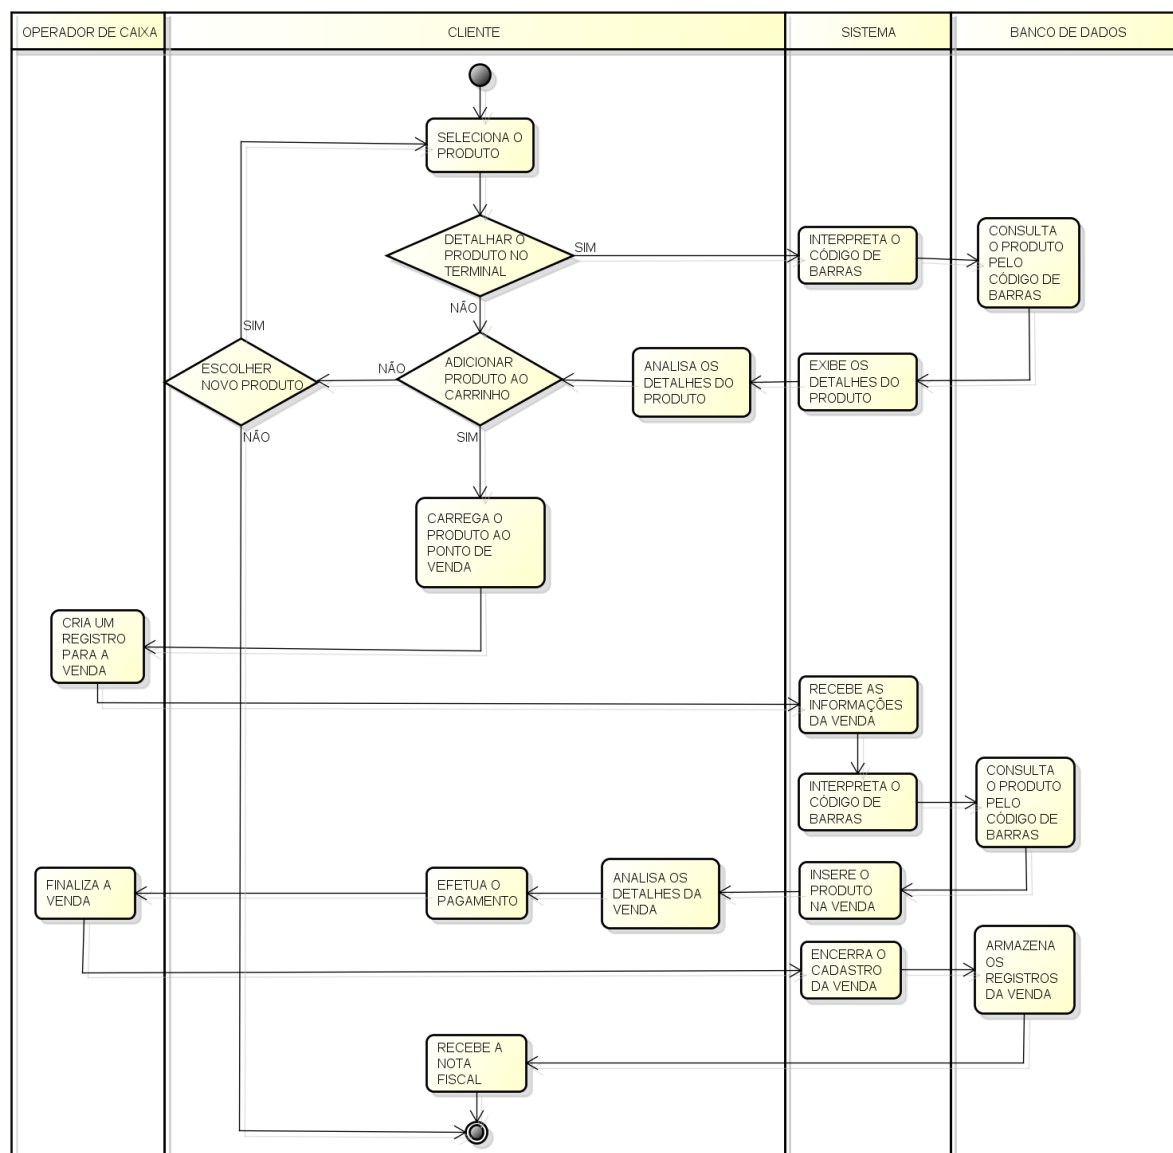 OPERADOR DE CAIXA
CLIENTE
SISTEMA
BANCO DE DADOS
SELECIONA O
PRODUTO
DETALHAR O
PRODUTO NO
TERMINAL
SIM
NÃO
INTERPRETA O
CÓDIGO DE
BARRAS
CONSULTA
O PRODUTO
PELO
CÓDIGO DE
BARRAS
SIM
ESCOLHER
NOVO PRODUTO
NÃO
NÃO
ADICIONAR
PRODUTO AO
CARRINHO
SIM
ANALISA OS
DETALHES DO
PRODUTO
EXIBE OS
DETALHES DO
PRODUTO
CARREGA O
PRODUTO AO
PONTO DE
VENDA
CRIA UM
REGISTRO
PARA A
VENDA
RECEBE AS
INFORMAÇÕES
DA VENDA
INTERPRETA O
CÓDIGO DE
BARRAS
CONSULTA
O PRODUTO
PELO
CÓDIGO DE
BARRAS
FINALIZA A
VENDA
EFETUA O
PAGAMENTO
ANALISA OS
DETALHES DA
VENDA
INSERE O
PRODUTO
NA VENDA
ENCERRA O
CADASTRO
DA VENDA
ARMAZENA
OS
REGISTROS
DA VENDA
RECEBE A
NOTA
FISCAL